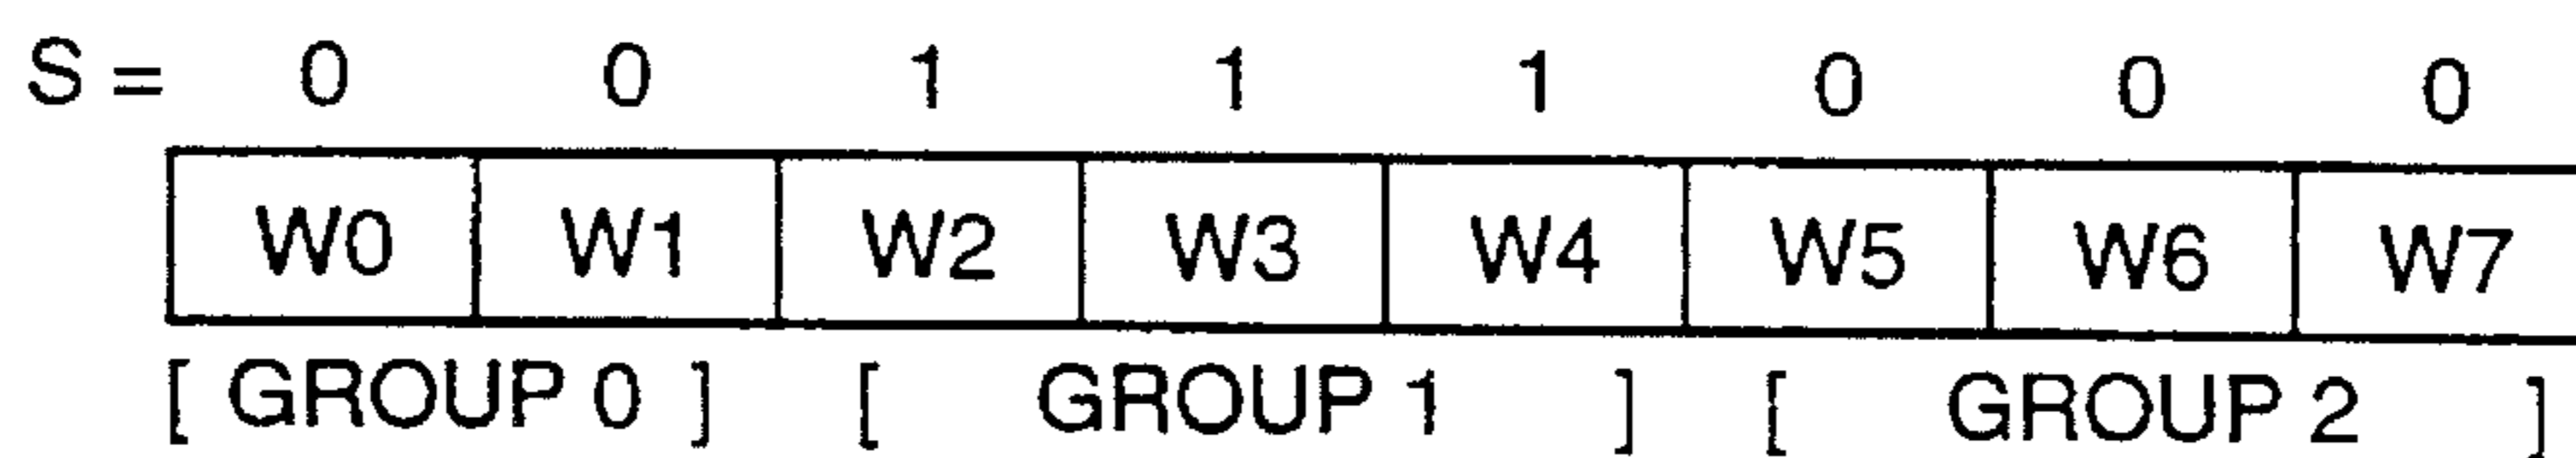 S = 0 0 1 1 1 0 0 0
W0 W1 W2 W3 W4 W5 W6 W7
[ GROUP 0 ] [ GROUP 1 ] [ GROUP 2 ]